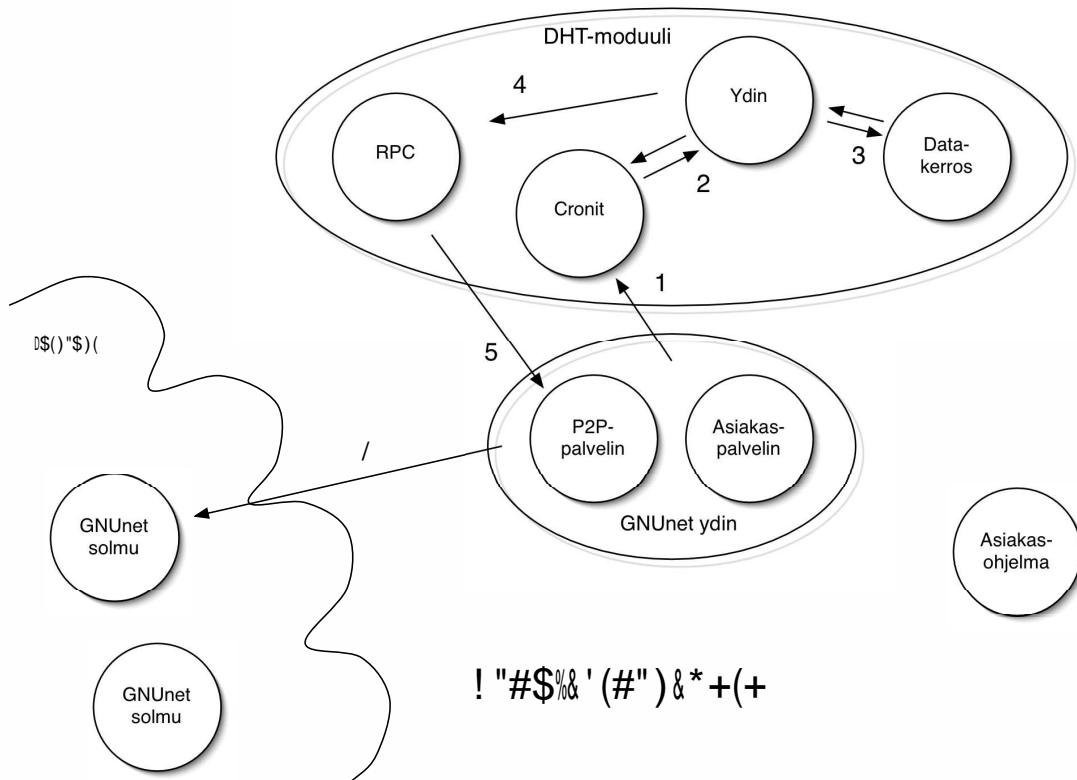 DHT-moduuli
4
Ydin
RPC
Data-
kerros
3
2
Cronit
1
$()"$)(
5
P2P-
palvelin
Asiakas-
palvelin
/
GNUnet ydin
GNUnet
solmu
Asiakas-
ohjelma
GNUnet
solmu
! "#$%&'(#")&*+(+